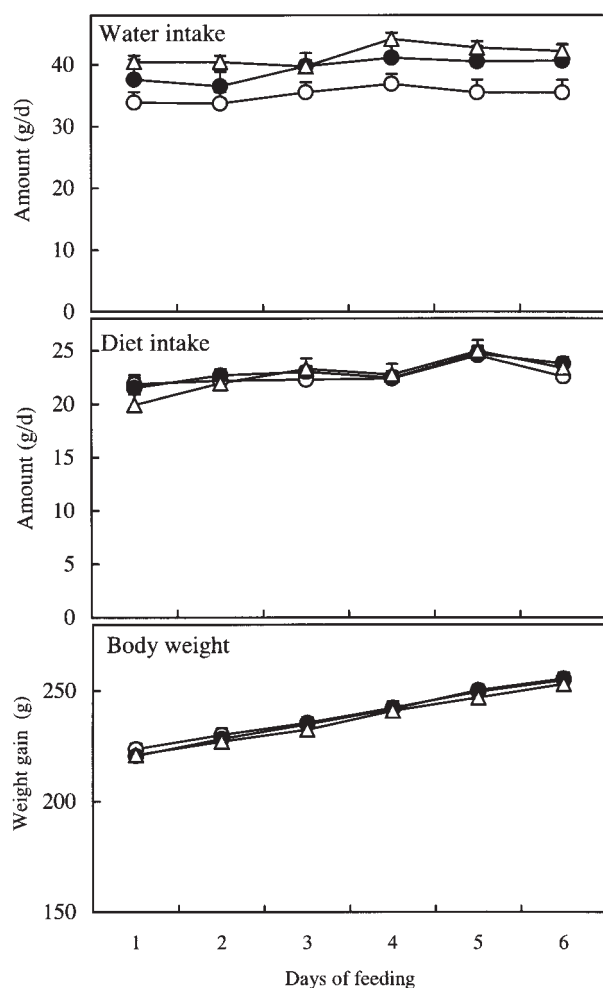 Water intake
Amount (g/d)
40
30
20
10
0
Diet intake
Amount (g/d)
25
20
15
10
5
0
Body weight
Weight gain (g)
250
200
150
1 2 3 4 5 6
Days of feeding